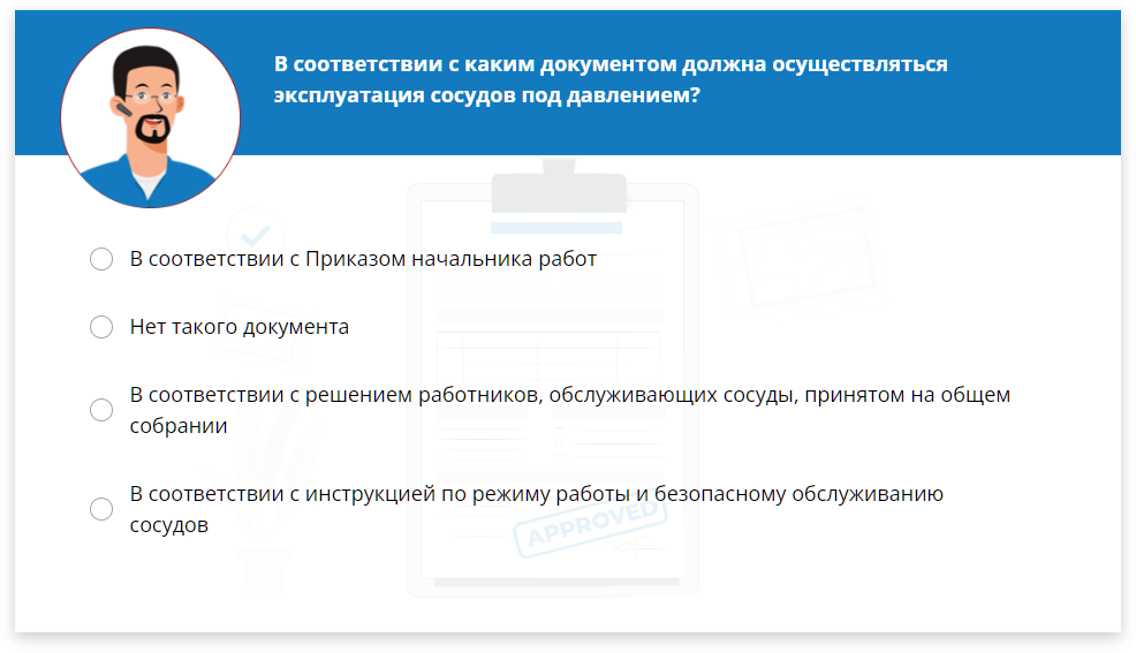 В соответствии с каким документом должна осуществляться
эксплуатация сосудов под давлением?
В соответствии с Приказом начальника работ
Нет такого документа
В соответствии с решением работников, обслуживающих сосуды, принятом на общем
собрании
В соответствии с инструкцией по режиму работы и безопасному обслуживанию
сосудов
APPROVED